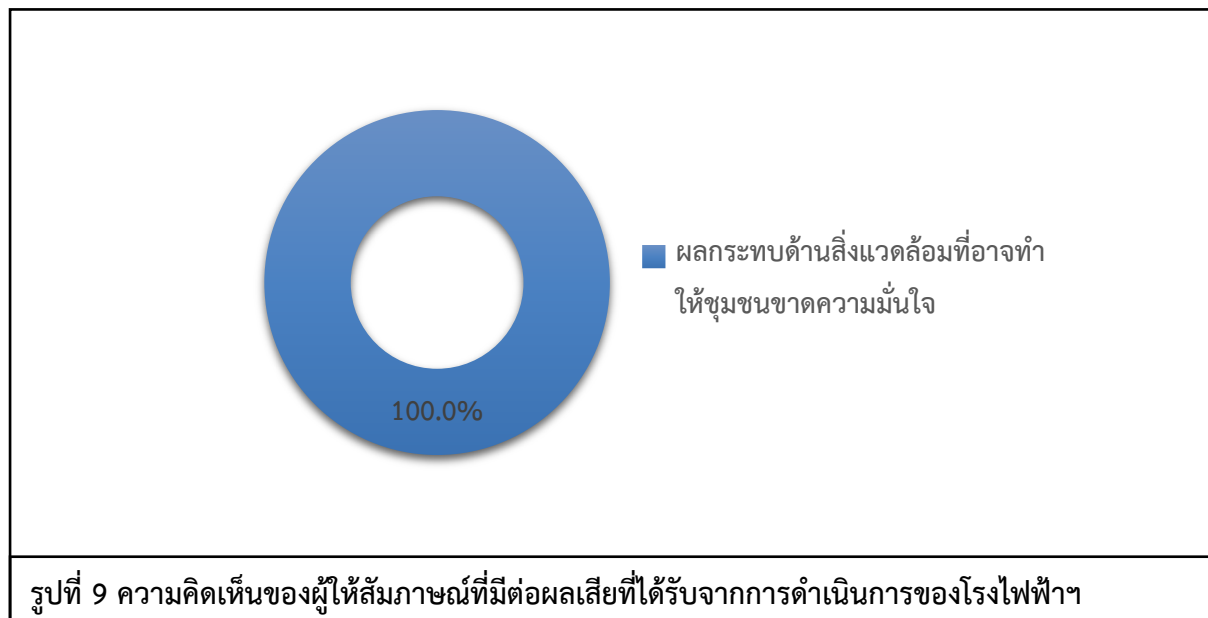 ผลกระทบด้านสิ่งแวดล้อมที่อาจทำ
ให้ชุมชนขาดความมั่นใจ
100.0%
รูปที่ 9 ความคิดเห็นของผู้ให้สัมภาษณ์ที่มีต่อผลเสียที่ได้รับจากการดำเนินการของโรงไฟฟ้าฯ